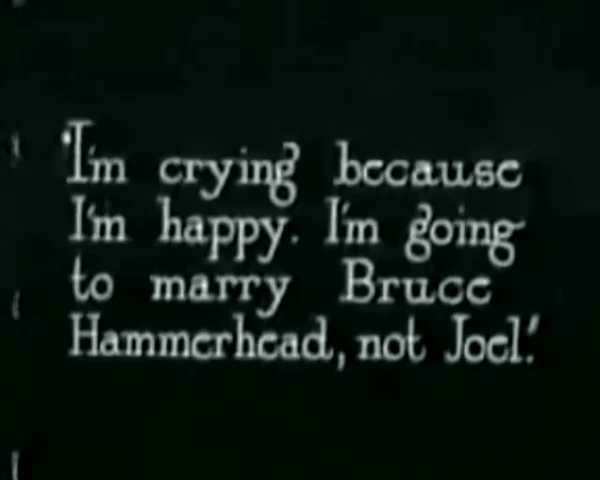 'I'm crying because
I'm happy. I'm going
to marry Bruce
Hammerhead, not Joel.'